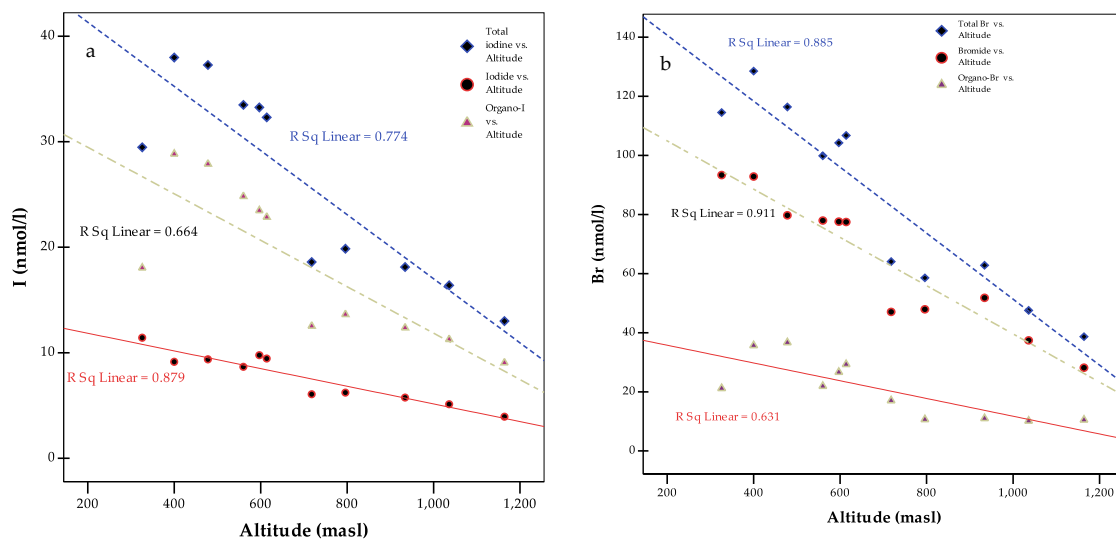 a
Total
iodine vs.
Altitude
Iodide vs.
Altitude
Organo-I
vs.
Altitude
R Sq Linear = 0.774
R Sq Linear = 0.664
R Sq Linear = 0.879
I (nmol/l)
40
30
20
10
0
200
400
600
800
1,000
1,200
Altitude (masl)
b
Total Br vs.
Altitude
Bromide vs.
Altitude
Organo-Br vs.
Altitude
R Sq Linear = 0.885
R Sq Linear = 0.911
R Sq Linear = 0.631
Br (nmol/l)
140
120
100
80
60
40
20
0
200
400
600
800
1,000
1,200
Altitude (masl)